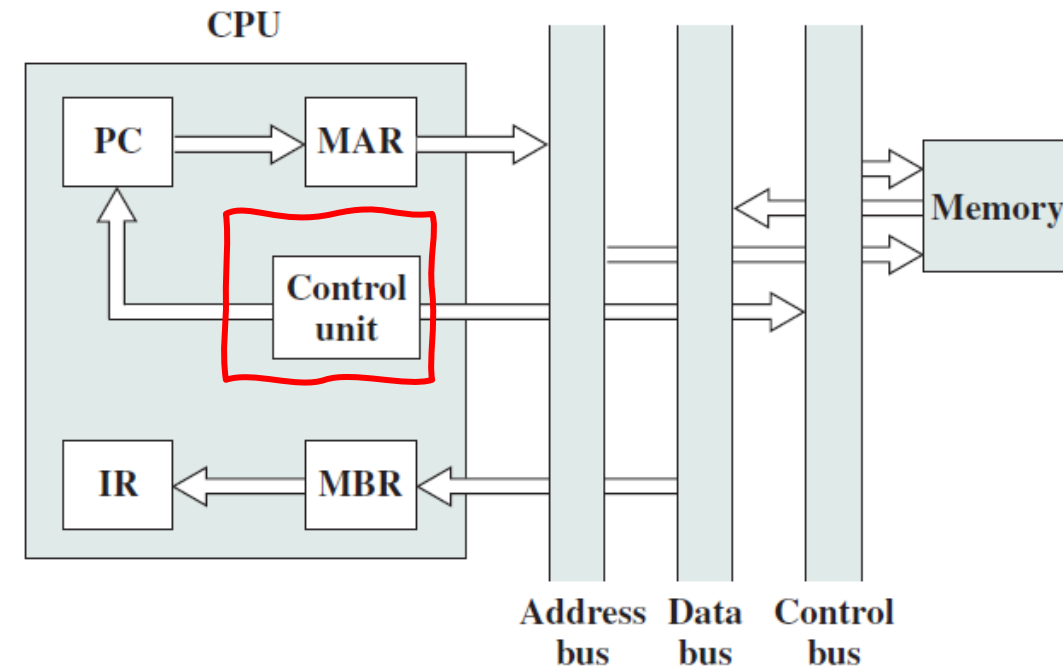 CPU
PC
MAR
Memory
Control
unit
IR
MBR
Address Data Control
bus bus bus